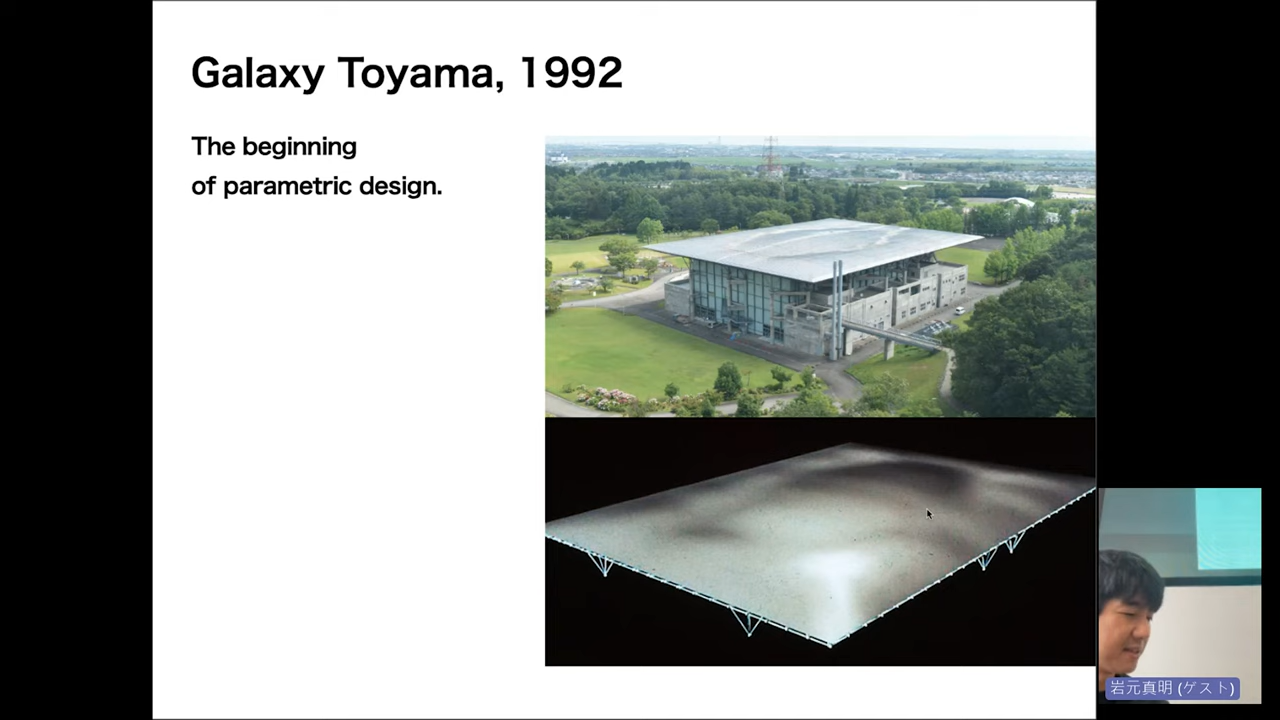 Galaxy Toyama, 1992
The beginning
of parametric design.
岩元真明 (ゲスト)